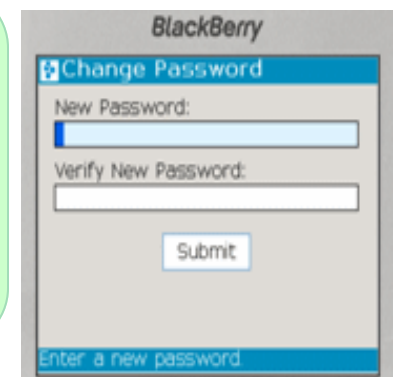 BlackBerry
Change Password
New Password:
Verify New Password:
Submit
Enter a new password